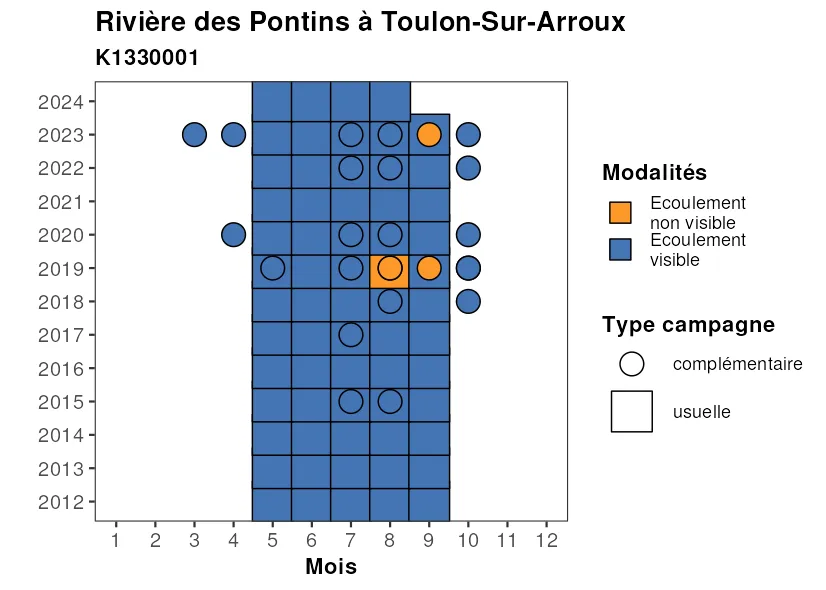 Rivière des Pontins à Toulon-Sur-Arroux
K1330001
2024
2023
2022
2021
2020
2019
2018
2017
2016
2015
2014
2013
2012
1 2 3 4 5 6 7 8 9 10 11 12
Mois
Modalités
Ecoulement
non visible
Ecoulement
visible
Type campagne
complémentaire
usuelle